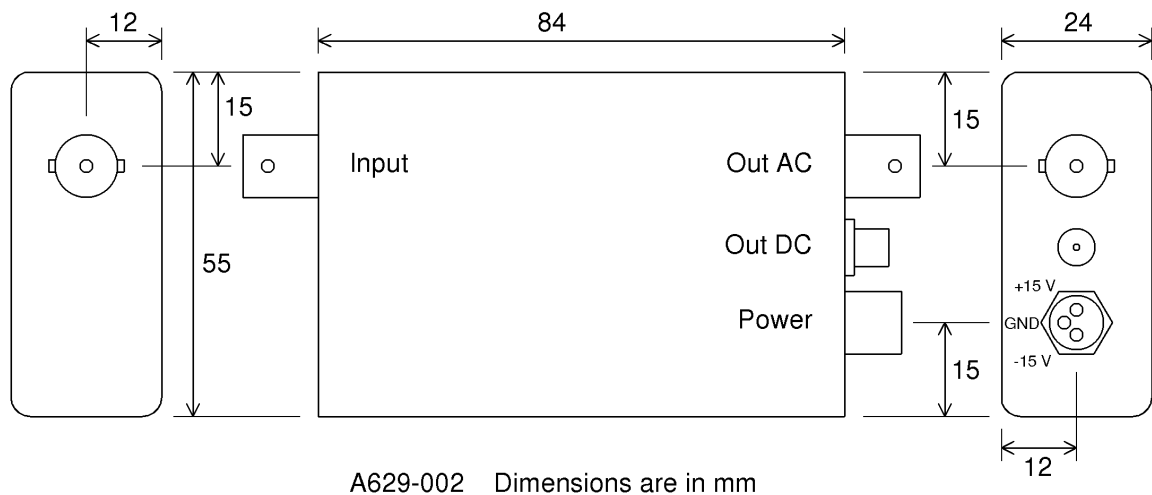 12
84
24
15
15
Input
Out AC
Out DC
55
+15 V
Power
GND
-15 V
15
12
A629-002 Dimensions are in mm